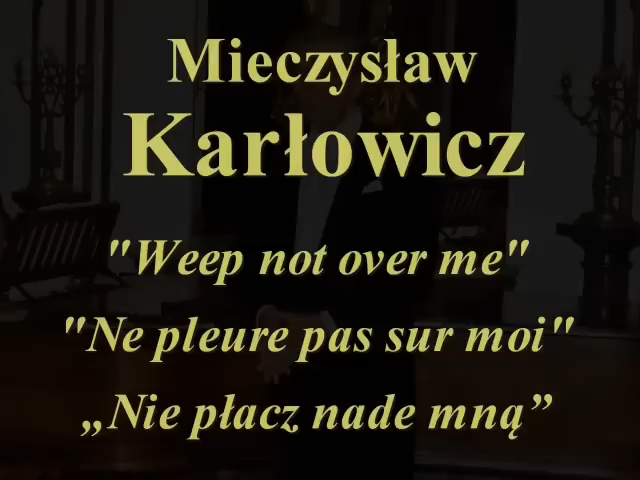 Mieczysław
Karłowicz
"Weep not over me"
"Ne pleure pas sur moi"
„Nie płacz nade mną”